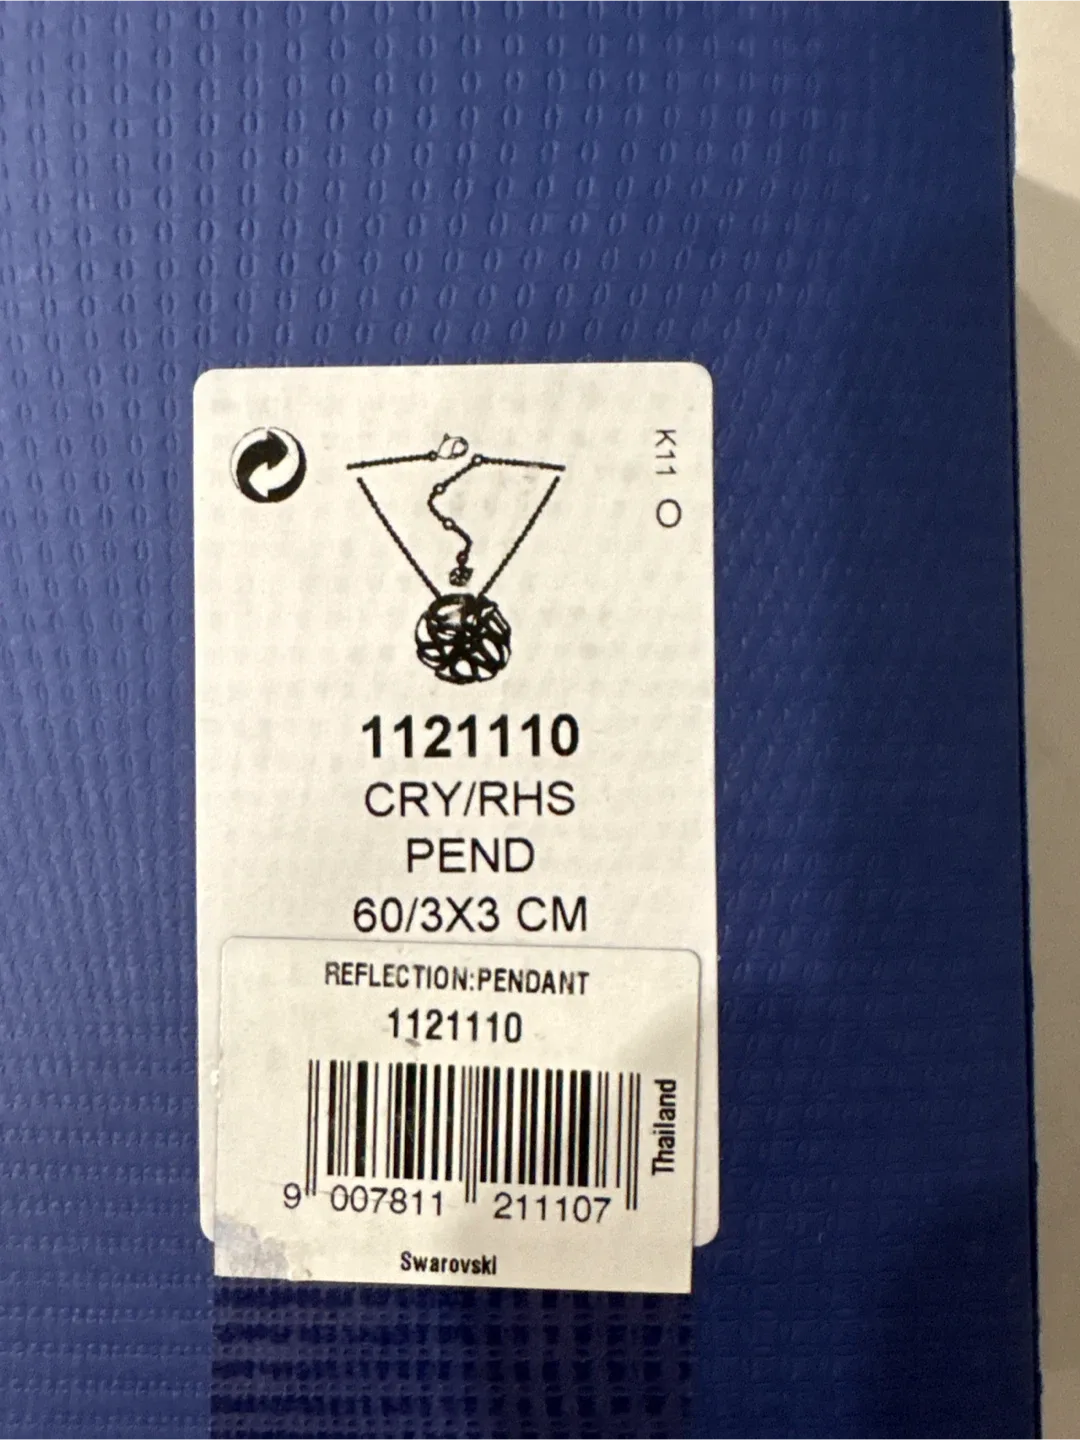 K11 O
1121110
CRY/RHS
PEND
60/3X3 CM
REFLECTION:PENDANT
1121110
Thailand
9 007811 211107
Swarovski